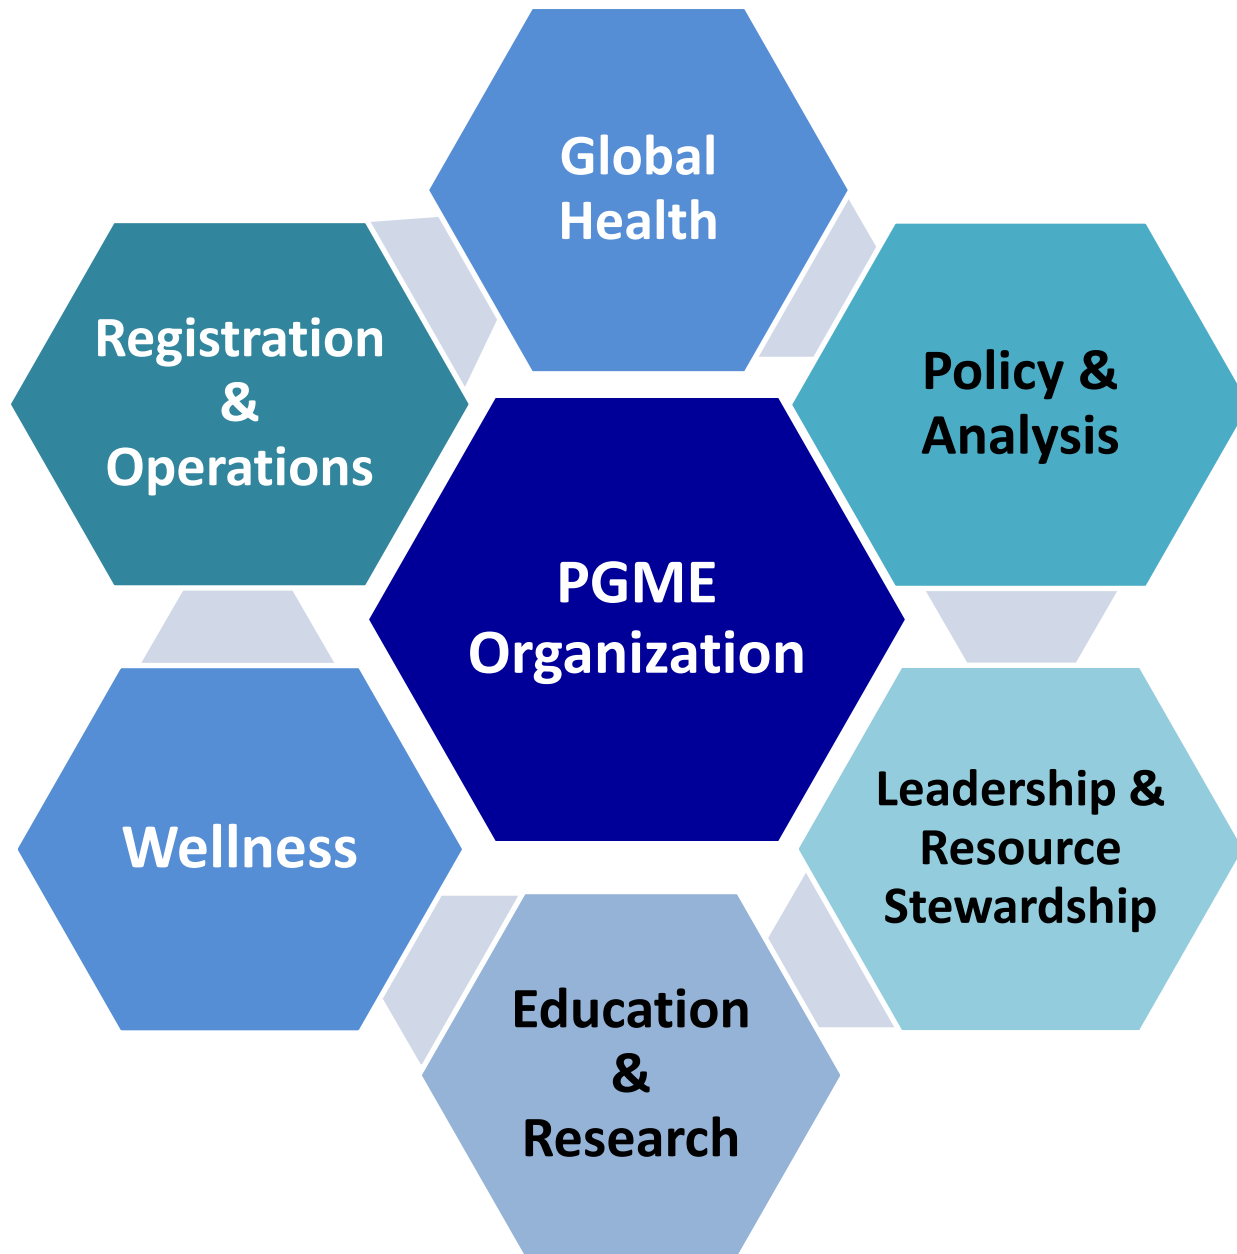 Global
Health
Registration
&
Operations
Policy &
Analysis
PGME
Organization
Wellness
Leadership &
Resource
Stewardship
Education
&
Research